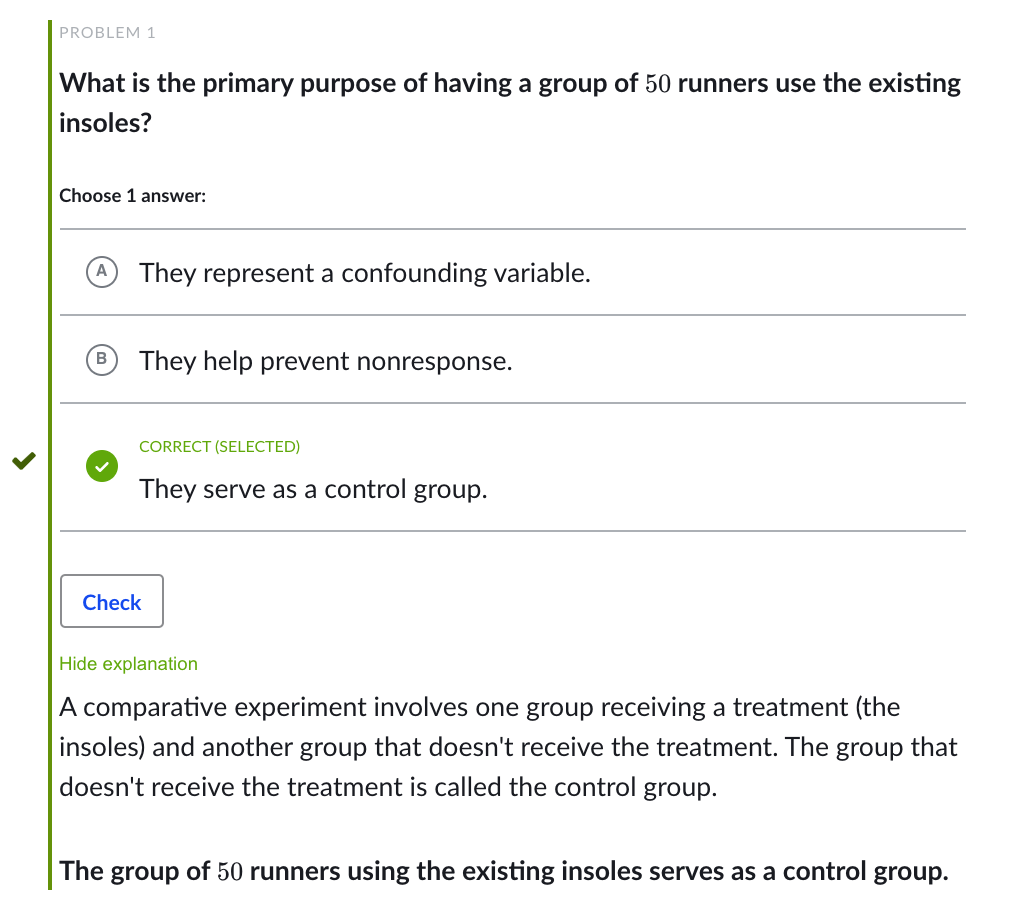 PROBLEM 1
What is the primary purpose of having a group of 50 runners use the existing
insoles?
Choose 1 answer:
A They represent a confounding variable.
B They help prevent nonresponse.
CORRECT (SELECTED)
They serve as a control group.
Check
Hide explanation
A comparative experiment involves one group receiving a treatment (the
insoles) and another group that doesn't receive the treatment. The group that
doesn't receive the treatment is called the control group.
The group of 50 runners using the existing insoles serves as a control group.